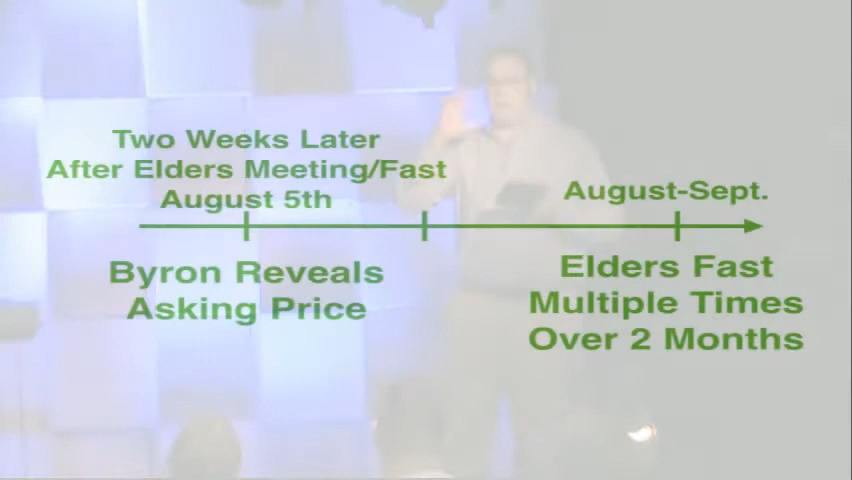 Two Weeks Later
After Elders Meeting/Fast
August 5th
Byron Reveals
Asking Price
August-Sept.
Elders Fast
Multiple Times
Over 2 Months